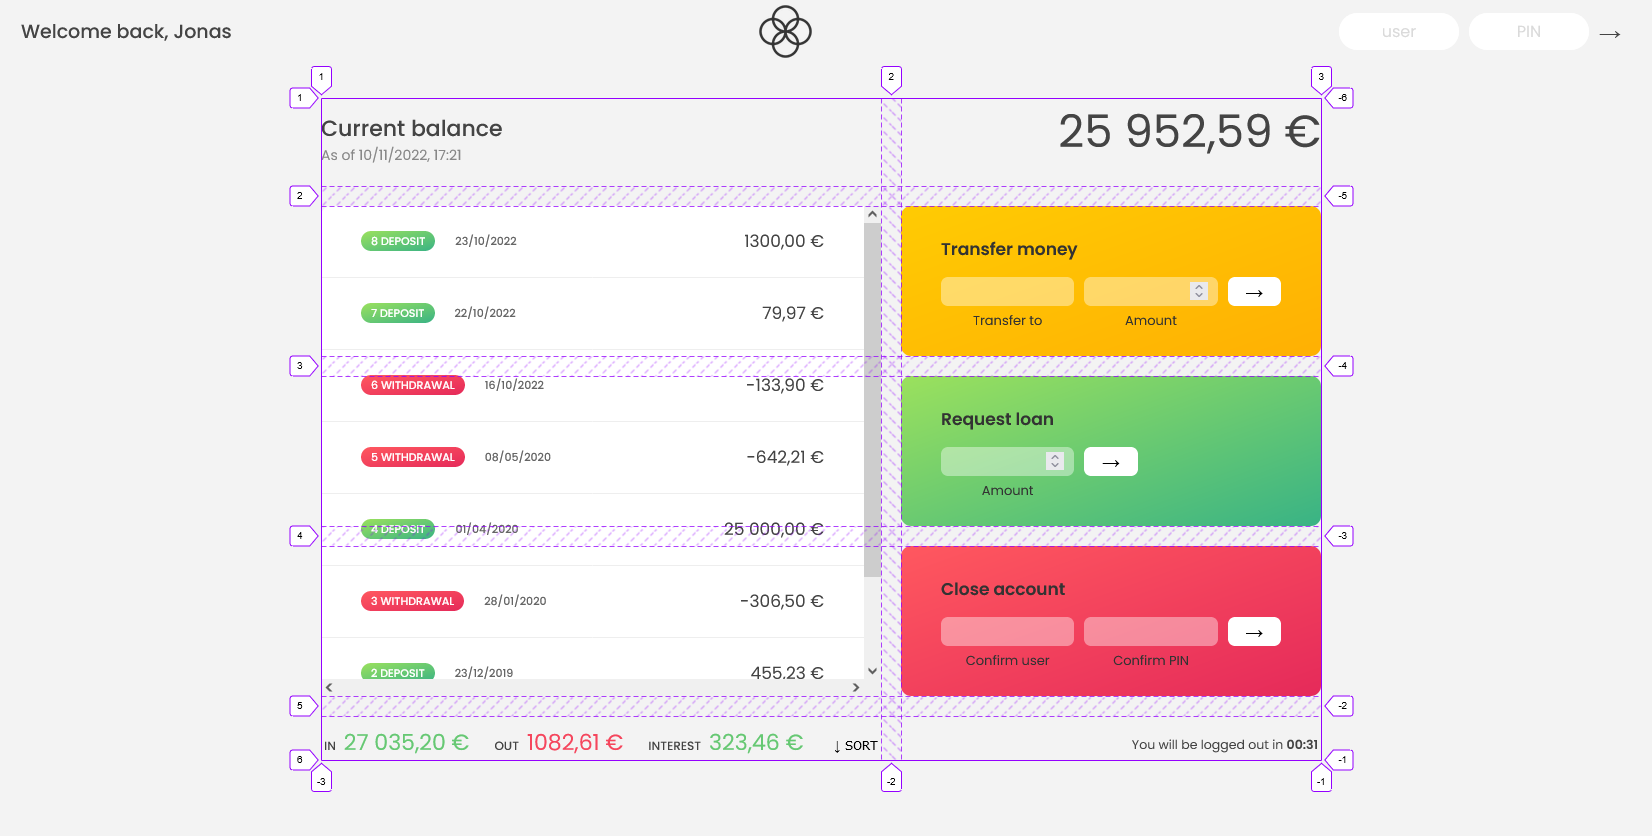 Welcome back, Jonas
user
PIN
→
1
2
3
1
-6
Current balance
25 952,59 €
As of 10/11/2022, 17:21
2
-5
8 DEPOSIT 23/10/2022 1300,00 €
7 DEPOSIT 22/10/2022 79,97 €
3
6 WITHDRAWAL 16/10/2022 -133,90 €
5 WITHDRAWAL 08/05/2020 -642,21 €
4
4 DEPOSIT 01/04/2020 25 000,00 €
3 WITHDRAWAL 28/01/2020 -306,50 €
2 DEPOSIT 23/12/2019 455,23 €
Transfer money
→
Transfer to Amount
-4
Request loan
→
Amount
-3
Close account
→
Confirm user Confirm PIN
5
-2
IN 27 035,20 € OUT 1082,61 € INTEREST 323,46 € ↓ SORT
You will be logged out in 00:31
6
-1
-3
-2
-1